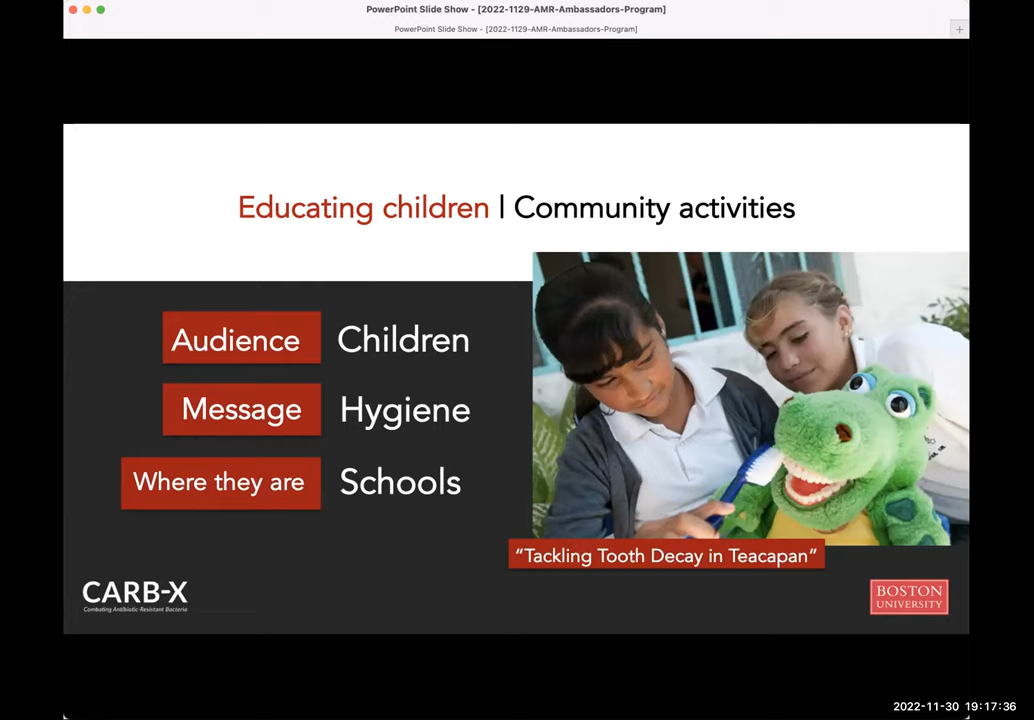 PowerPoint Slide Show - [2022-1129-AMR-Ambassadors-Program]
PowerPoint Slide Show - [2022-1129-AMR-Ambassadors-Program]
+
Educating children | Community activities
Audience Children
Message Hygiene
Where they are Schools
"Tackling Tooth Decay in Teacapan"
CARB-X
Combating Antibiotic-Resistant Bacteria
BOSTON
UNIVERSITY
2022-11-30 19:17:36